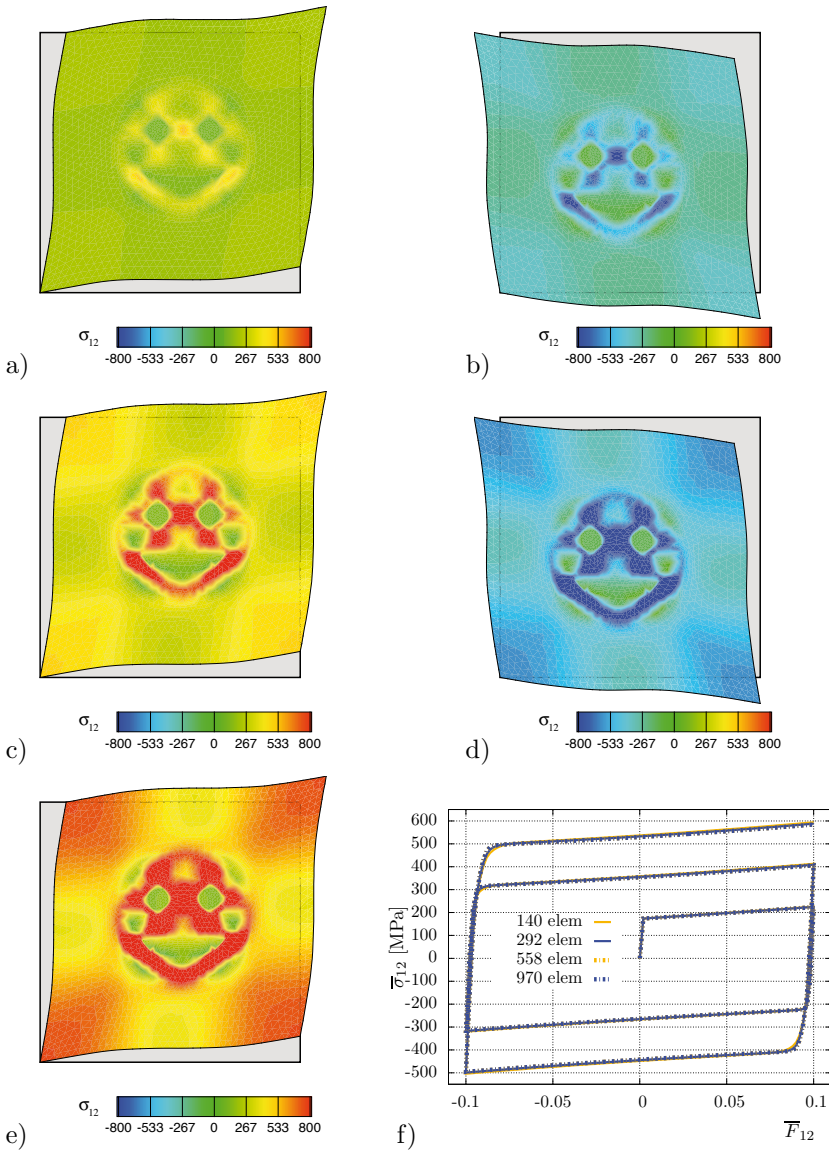 σ12
-800 -533 -267 0 267 533 800
a)
σ12
-800 -533 -267 0 267 533 800
b)
σ12
-800 -533 -267 0 267 533 800
c)
σ12
-800 -533 -267 0 267 533 800
d)
σ12
-800 -533 -267 0 267 533 800
e)
600
500
400
300
200
100
0
-100
-200
-300
-400
-500
σ̅12 [MPa]
140 elem
292 elem
558 elem
970 elem
-0.1 -0.05 0 0.05 0.1
F̅12
f)